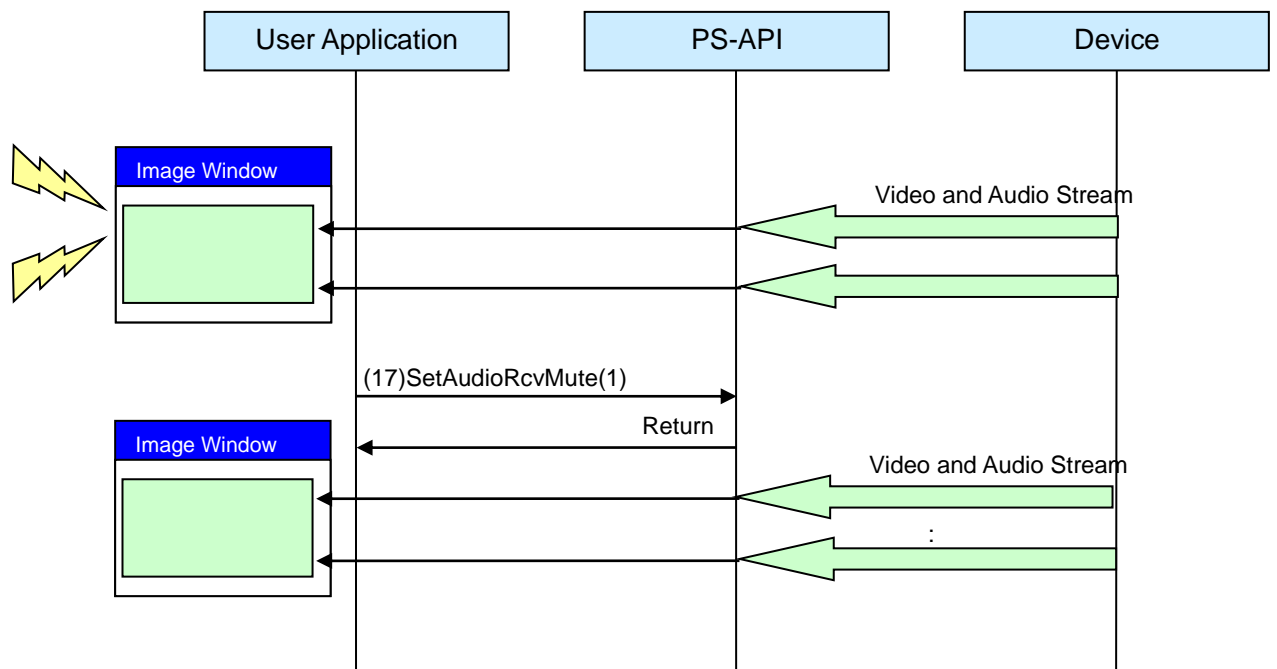 User Application
PS-API
Device
Image Window
Video and Audio Stream
(17)SetAudioRcvMute(1)
Return
Image Window
Video and Audio Stream
: